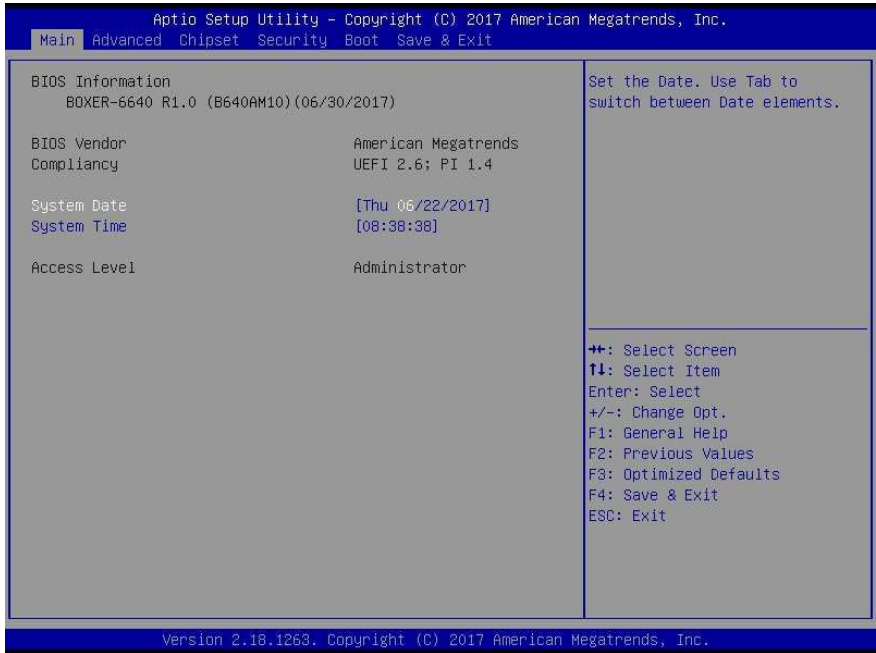 Aptio Setup Utility – Copyright (C) 2017 American Megatrends, Inc.
Main Advanced Chipset Security Boot Save & Exit
BIOS Information
BOXER-6640 R1.0 (B640AM10)(06/30/2017)
BIOS Vendor American Megatrends
Compliancy UEFI 2.6; PI 1.4
System Date [Thu 06/22/2017]
System Time [08:38:38]
Access Level Administrator
Set the Date. Use Tab to
switch between Date elements.
→←: Select Screen
↑↓: Select Item
Enter: Select
+/-: Change Opt.
F1: General Help
F2: Previous Values
F3: Optimized Defaults
F4: Save & Exit
ESC: Exit
Version 2.18.1263. Copyright (C) 2017 American Megatrends, Inc.